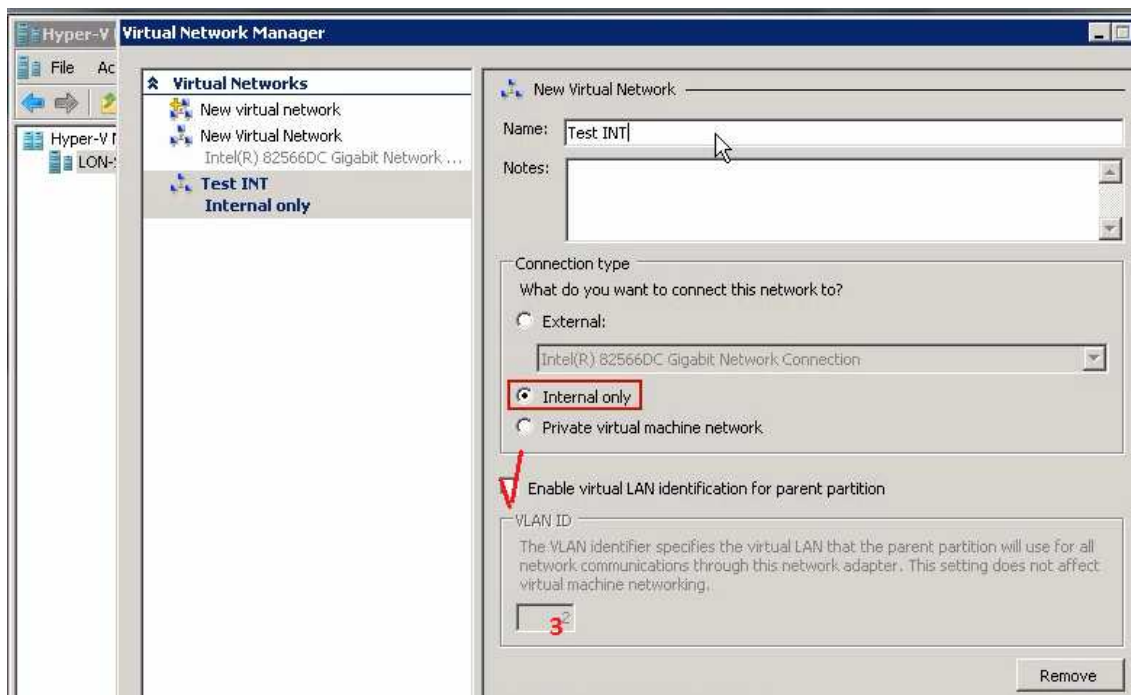 Hyper-V
Virtual Network Manager
File Ac
Hyper-V
LON-
Virtual Networks
New virtual network
New Virtual Network
Intel(R) 82566DC Gigabit Network ...
Test INT
Internal only
New Virtual Network
Name: Test INT
Notes:
Connection type
What do you want to connect this network to?
External:
Intel(R) 82566DC Gigabit Network Connection
Internal only
Private virtual machine network
Enable virtual LAN identification for parent partition
VLAN ID
The VLAN identifier specifies the virtual LAN that the parent partition will use for all
network communications through this network adapter. This setting does not affect
virtual machine networking.
3 2
Remove